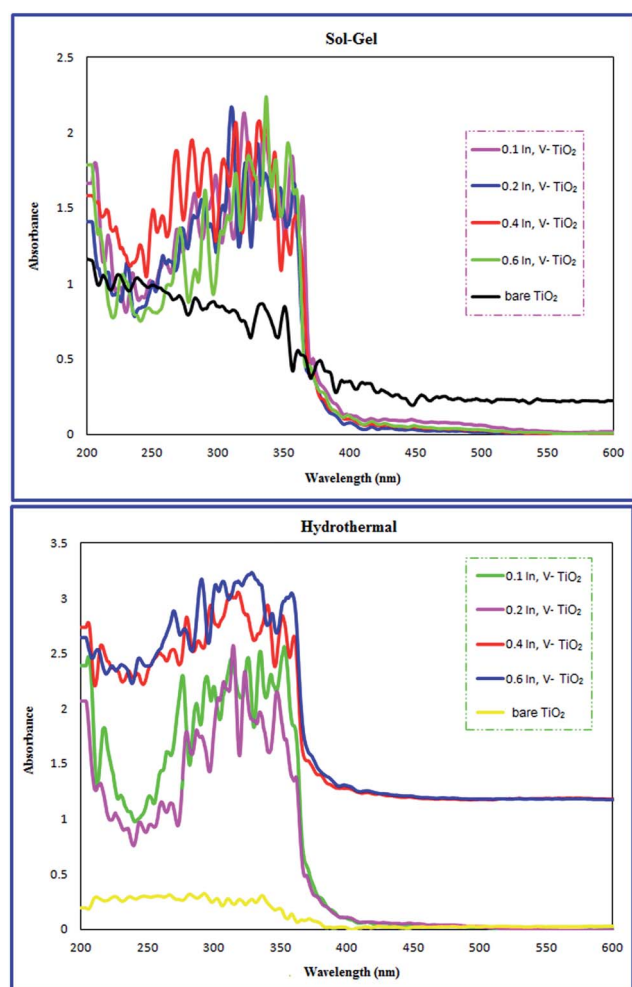 Sol-Gel
2.5
2
1.5
1
0.5
0
Absorbance
0.1 In, V- TiO₂
0.2 In, V- TiO₂
0.4 In, V- TiO₂
0.6 In, V- TiO₂
bare TiO₂
200 250 300 350 400 450 500 550 600
Wavelength (nm)
Hydrothermal
3.5
3
2.5
2
1.5
1
0.5
0
Absorbance
0.1 In, V- TiO₂
0.2 In, V- TiO₂
0.4 In, V- TiO₂
0.6 In, V- TiO₂
bare TiO₂
200 250 300 350 400 450 500 550 600
Wavelength (nm)